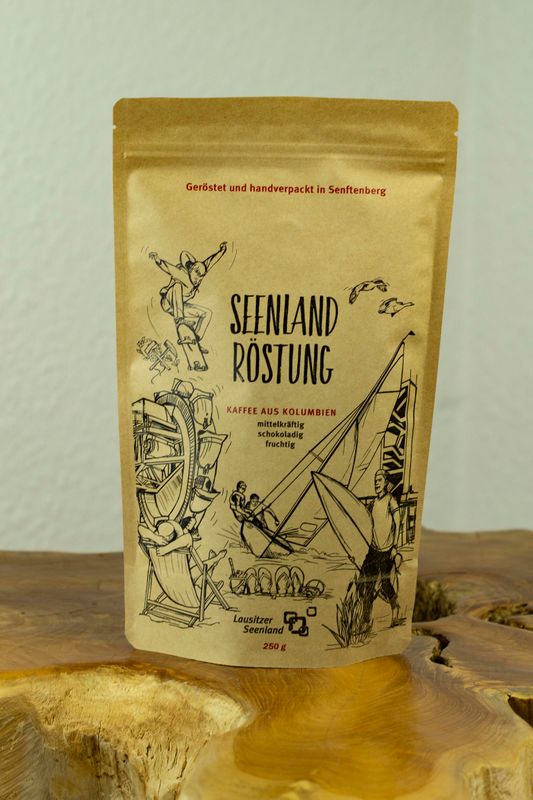 Geröstet und handverpackt in Senftenberg
SEENLAND
RÖSTUNG
KAFFEE AUS KOLUMBIEN
mittelkräftig
schokoladig
fruchtig
Lausitzer
Seenland
250 g